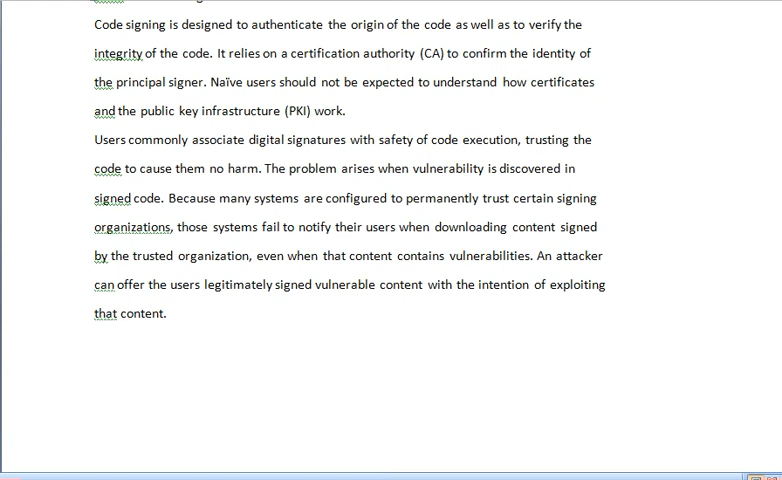 Code signing is designed to authenticate the origin of the code as well as to verify the
integrity of the code. It relies on a certification authority (CA) to confirm the identity of
the principal signer. Naïve users should not be expected to understand how certificates
and the public key infrastructure (PKI) work.
Users commonly associate digital signatures with safety of code execution, trusting the
code to cause them no harm. The problem arises when vulnerability is discovered in
signed code. Because many systems are configured to permanently trust certain signing
organizations, those systems fail to notify their users when downloading content signed
by the trusted organization, even when that content contains vulnerabilities. An attacker
can offer the users legitimately signed vulnerable content with the intention of exploiting
that content.